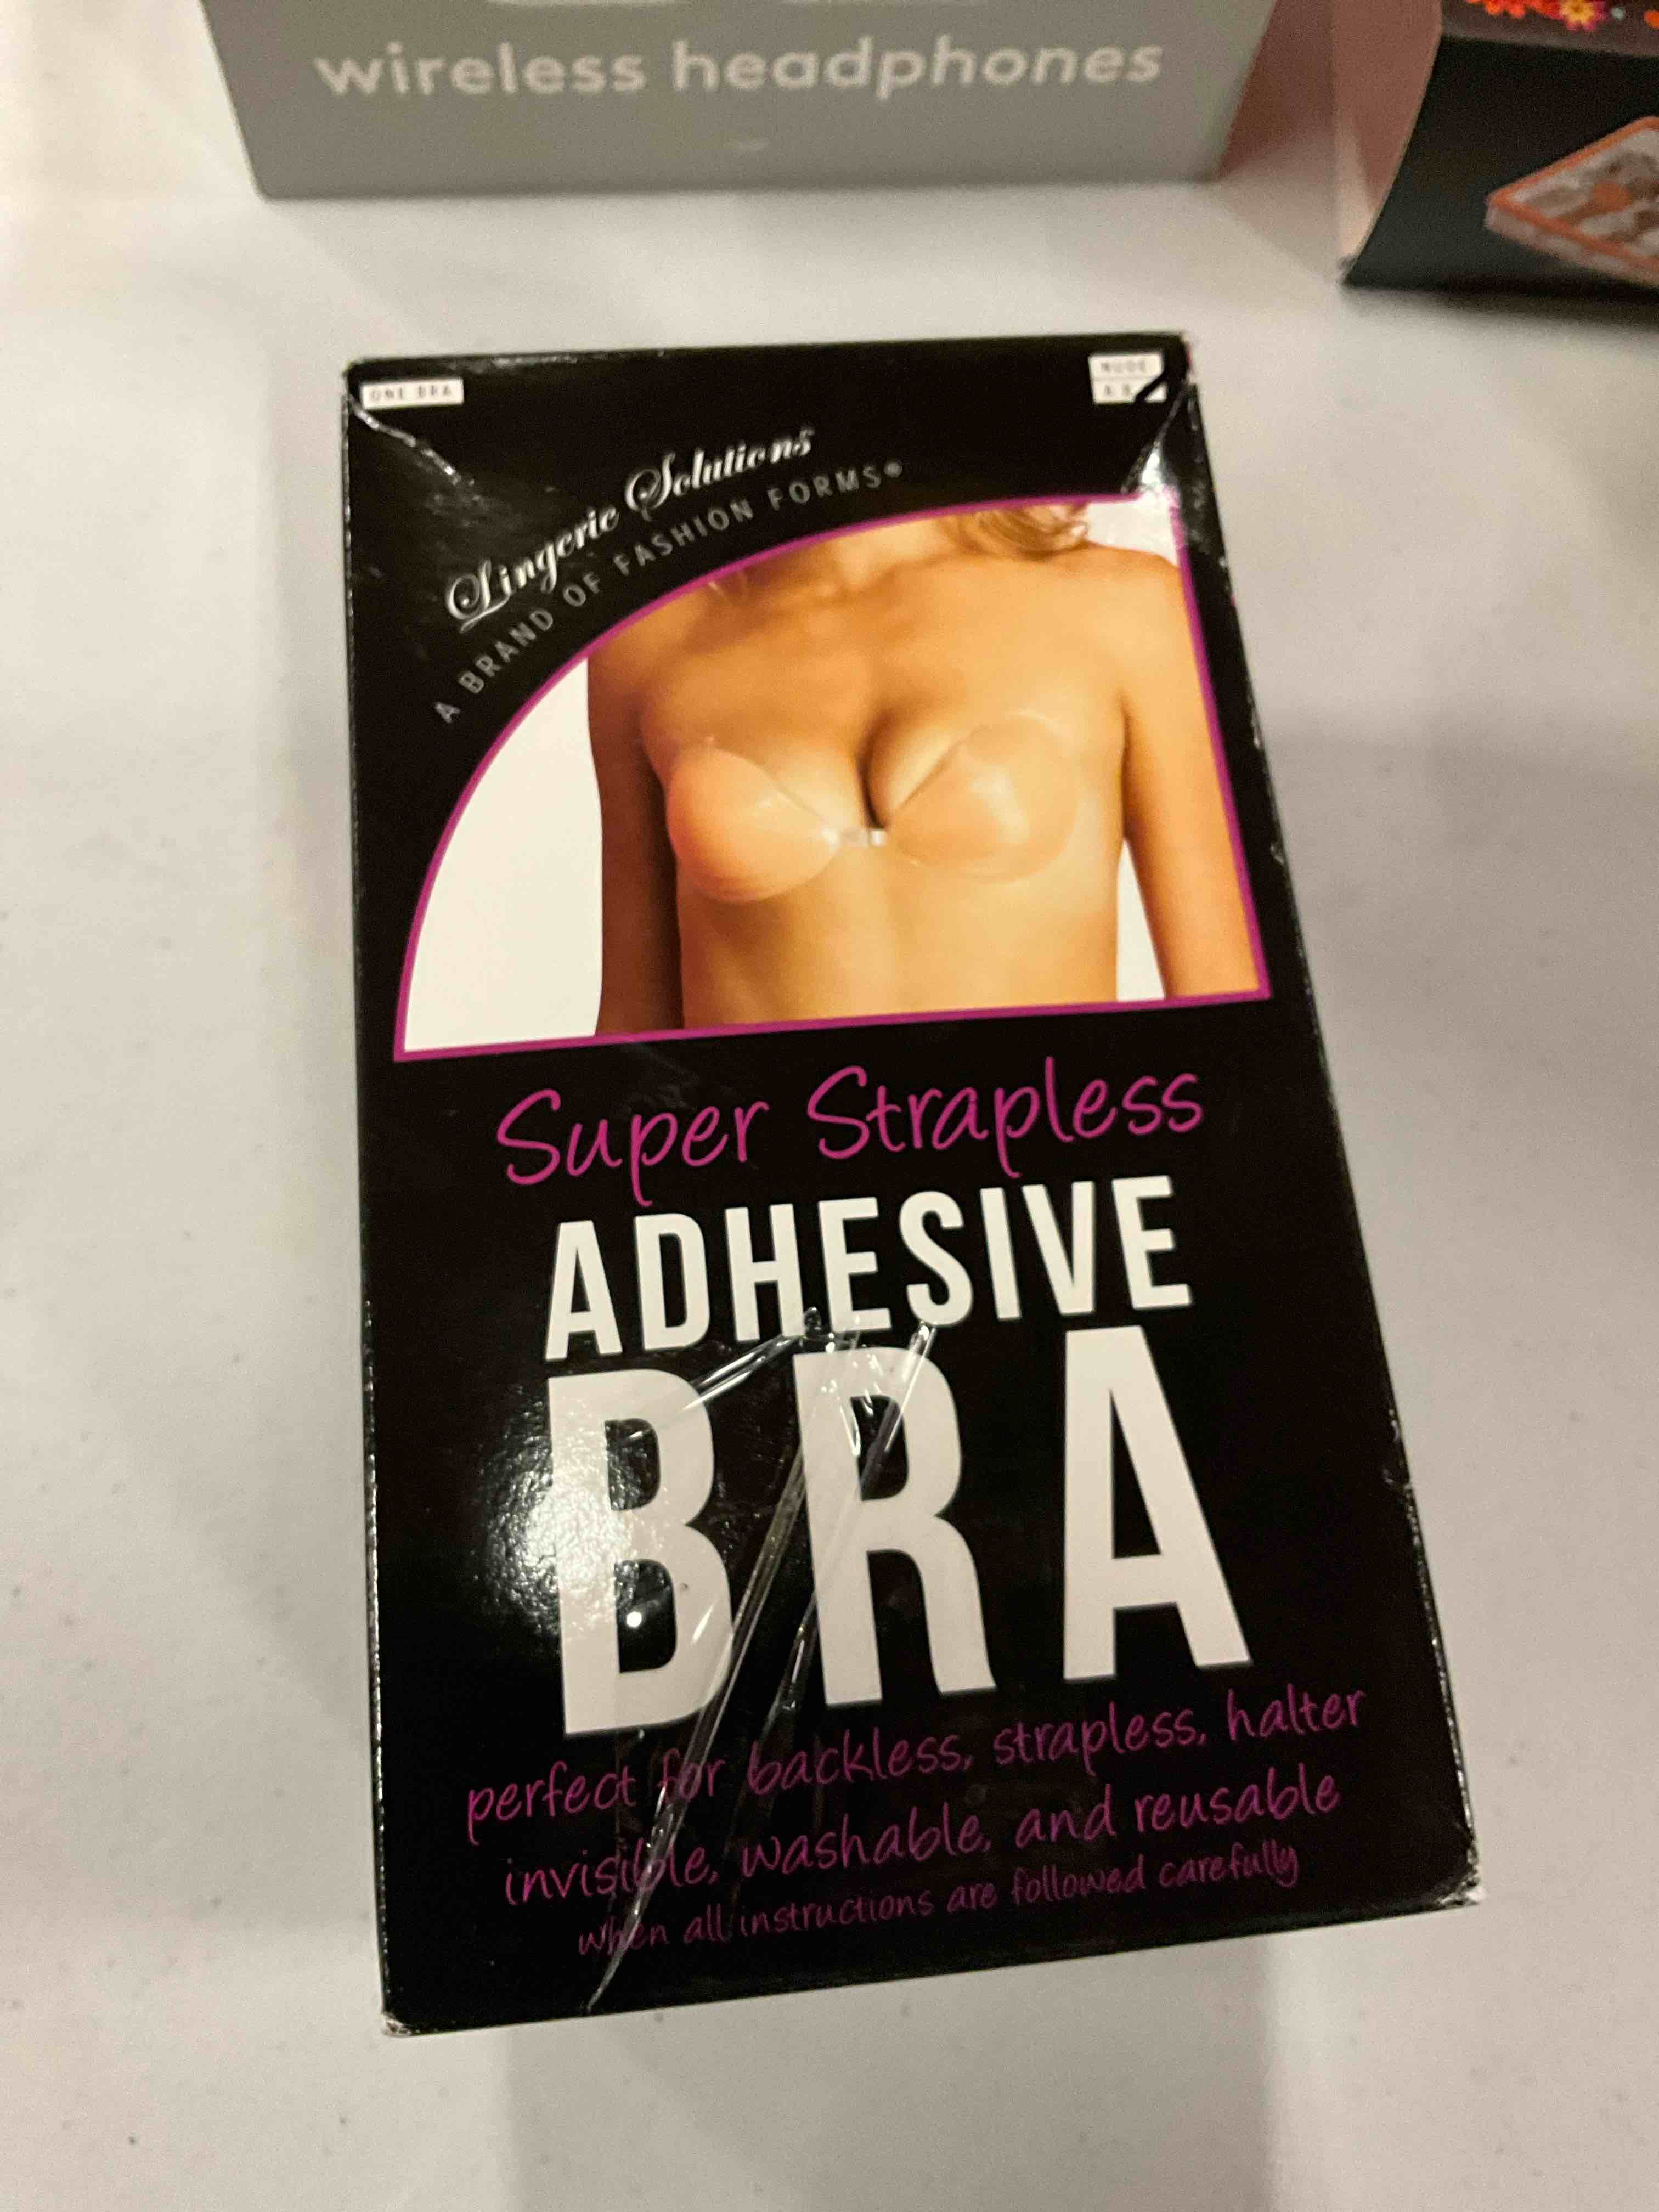 wireless headphones
ONE BRA
NUDE
Lingerie Solutions
A BRAND OF FASHION FORMS®
Super Strapless
ADHESIVE
BRA
perfect for backless, strapless, halter
invisible, washable, and reusable
when all instructions are followed carefully